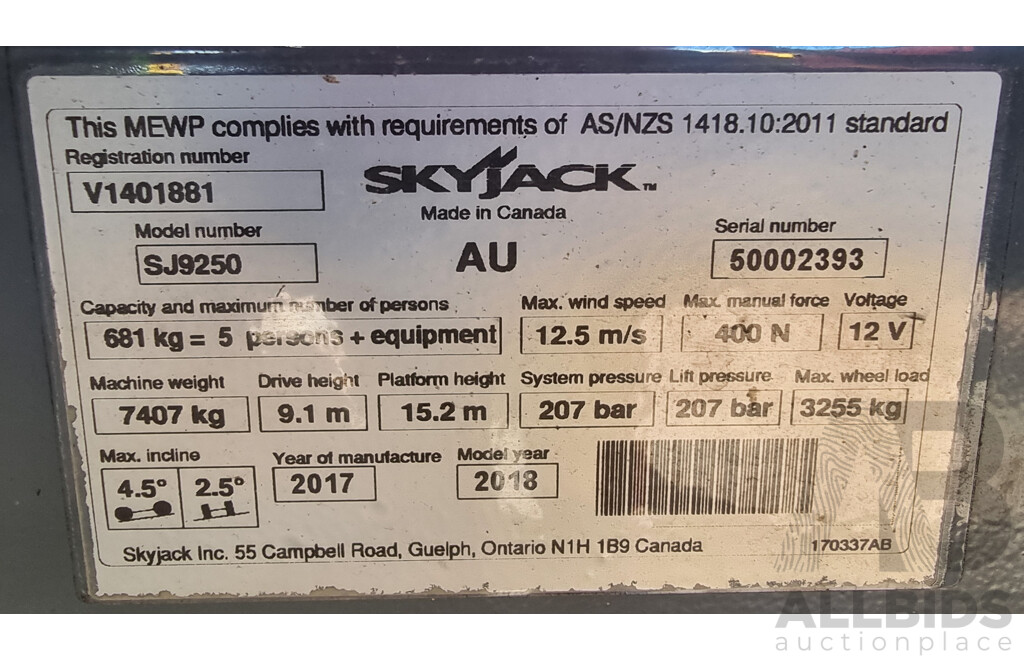 This MEWP complies with requirements of AS/NZS 1418.10:2011 standard
Registration number
V1401881
SKYJACK™
Made in Canada
Model number
SJ9250
AU
Serial number
50002393
Capacity and maximum number of persons
681 kg = 5 persons + equipment
Max. wind speed
12.5 m/s
Max. manual force
400 N
Voltage
12 V
Machine weight
7407 kg
Drive height
9.1 m
Platform height
15.2 m
System pressure
207 bar
Lift pressure
207 bar
Max. wheel load
3255 kg
Max. incline
4.5° 2.5°
Year of manufacture
2017
Model year
2018
Skyjack Inc. 55 Campbell Road, Guelph, Ontario N1H 1B9 Canada
170337AB
ALLBIDS
auctionplace